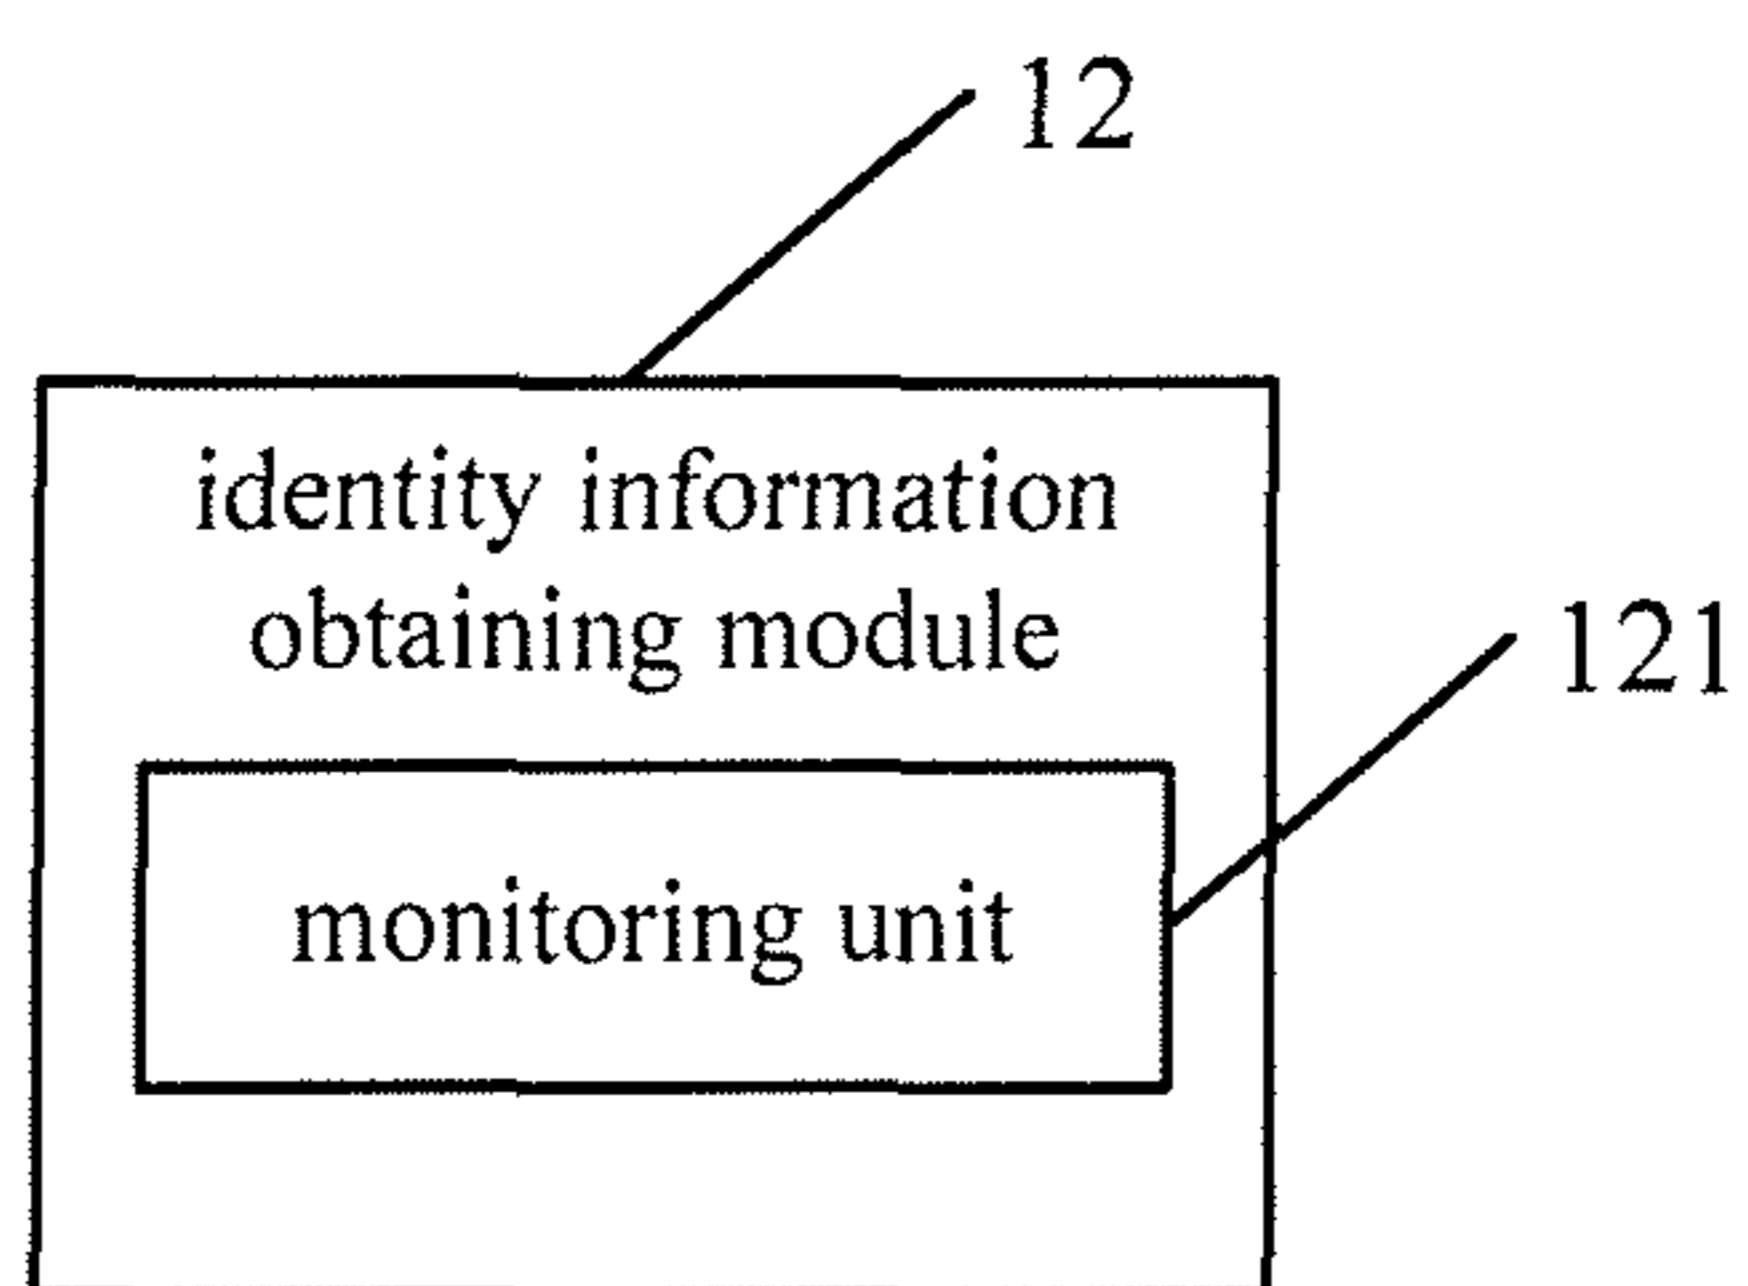 12
identity information
obtaining module
121
monitoring unit